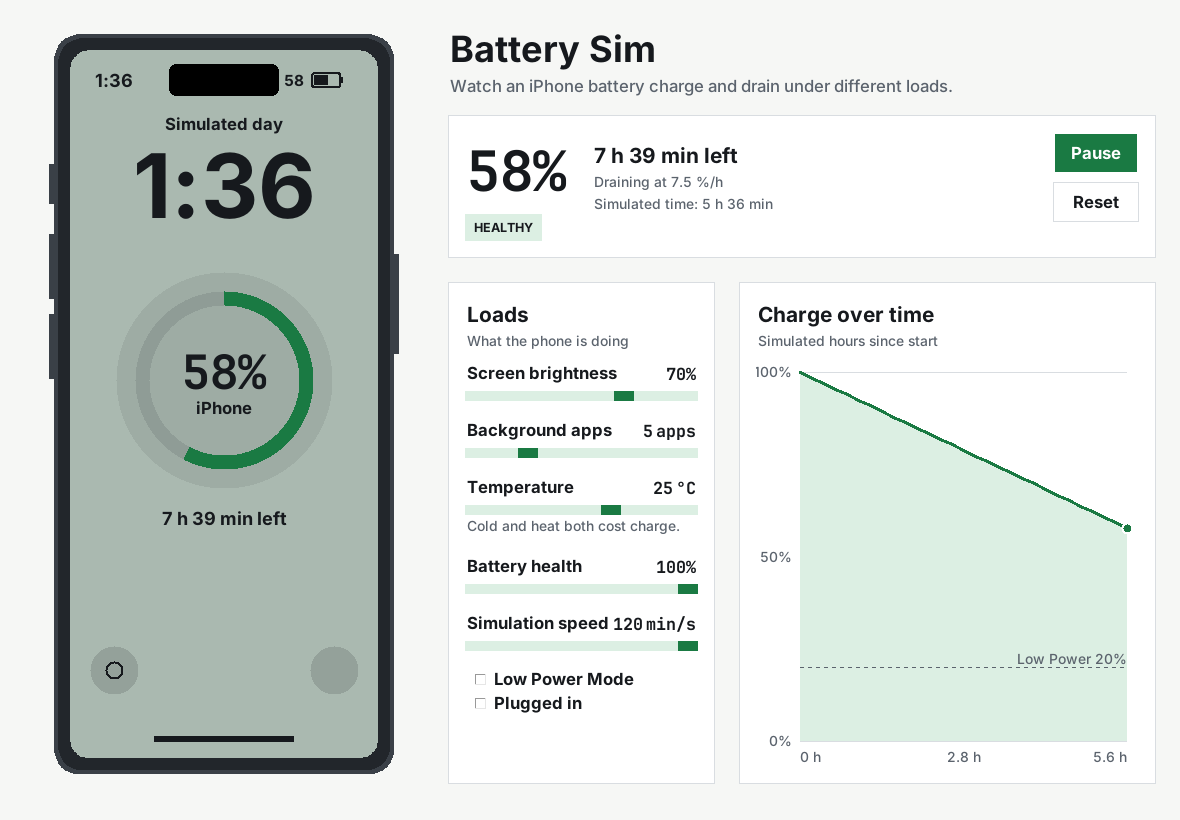 1:36
58
Simulated day
1:36
58%
iPhone
7 h 39 min left
Battery Sim
Watch an iPhone battery charge and drain under different loads.
58%
HEALTHY
7 h 39 min left
Draining at 7.5 %/h
Simulated time: 5 h 36 min
Pause
Reset
Loads
What the phone is doing
Screen brightness 70%
Background apps 5 apps
Temperature 25 °C
Cold and heat both cost charge.
Battery health 100%
Simulation speed 120 min/s
Low Power Mode
Plugged in
Charge over time
Simulated hours since start
100%
50%
Low Power 20%
0%
0 h 2.8 h 5.6 h